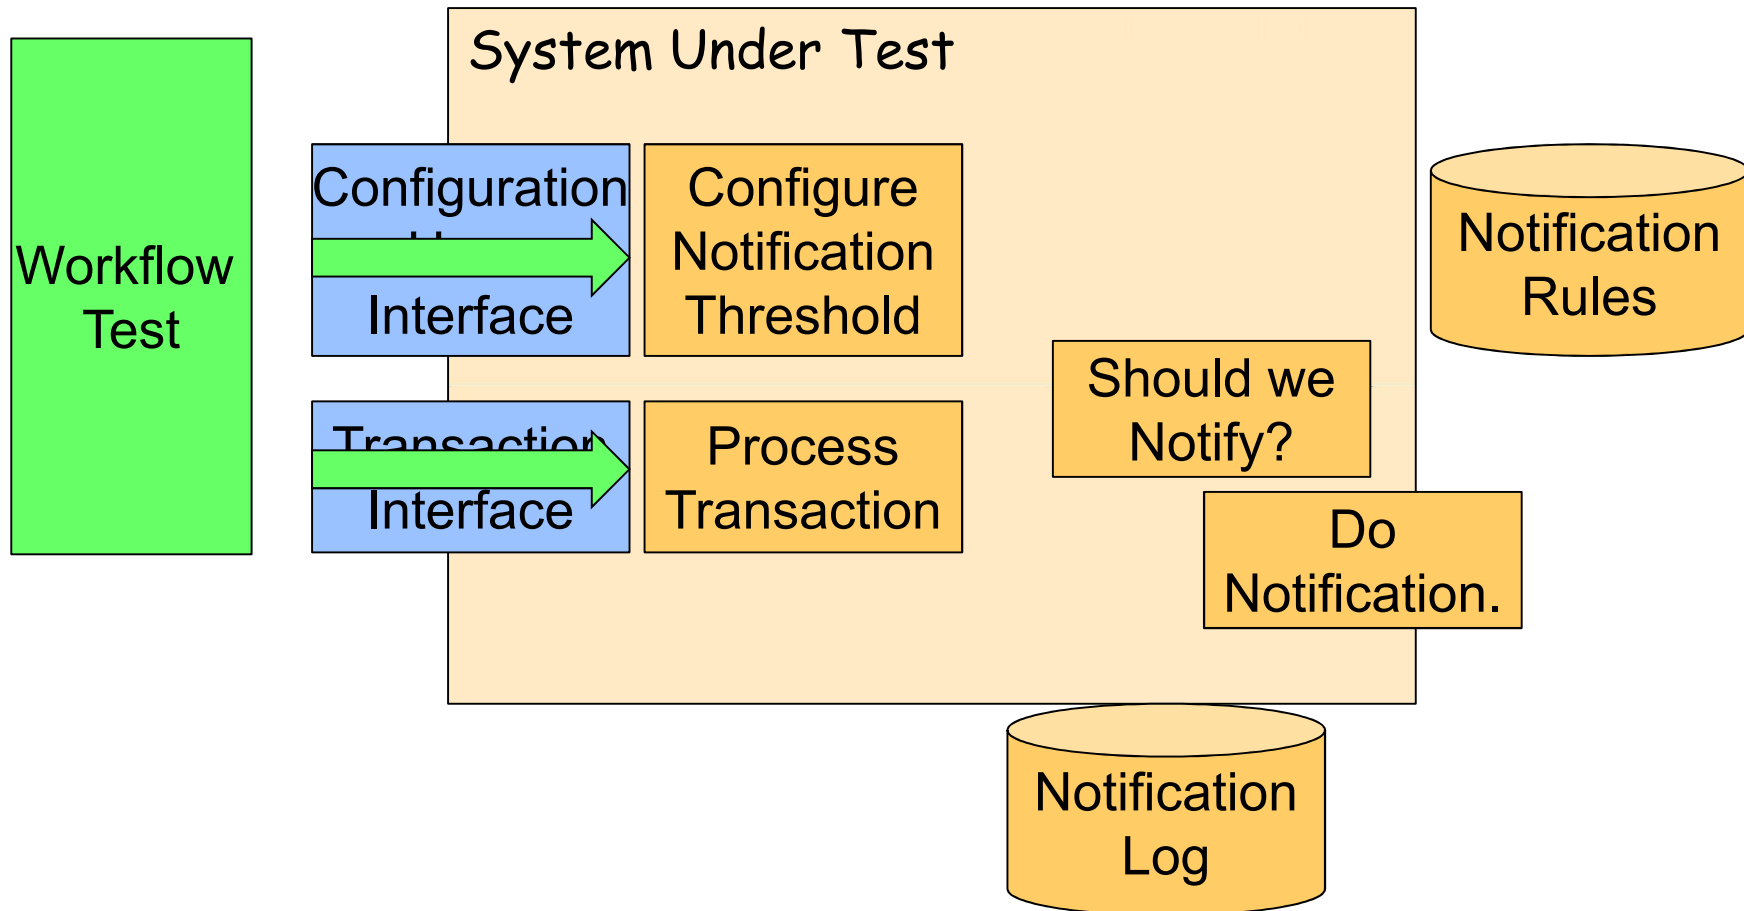 System Under Test
Workflow
Test
Configuration
Interface
Configure
Notification
Threshold
Notification
Rules
Should we
Notify?
Transaction
Interface
Process
Transaction
Do
Notification.
Notification
Log